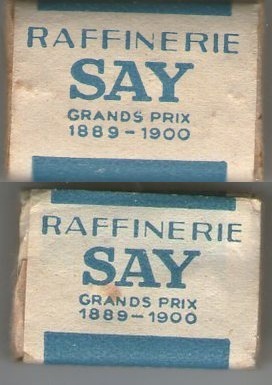 RAFFINERIE
SAY
GRANDS PRIX
1889-1900
RAFFINERIE
SAY
GRANDS PRIX
1889-1900